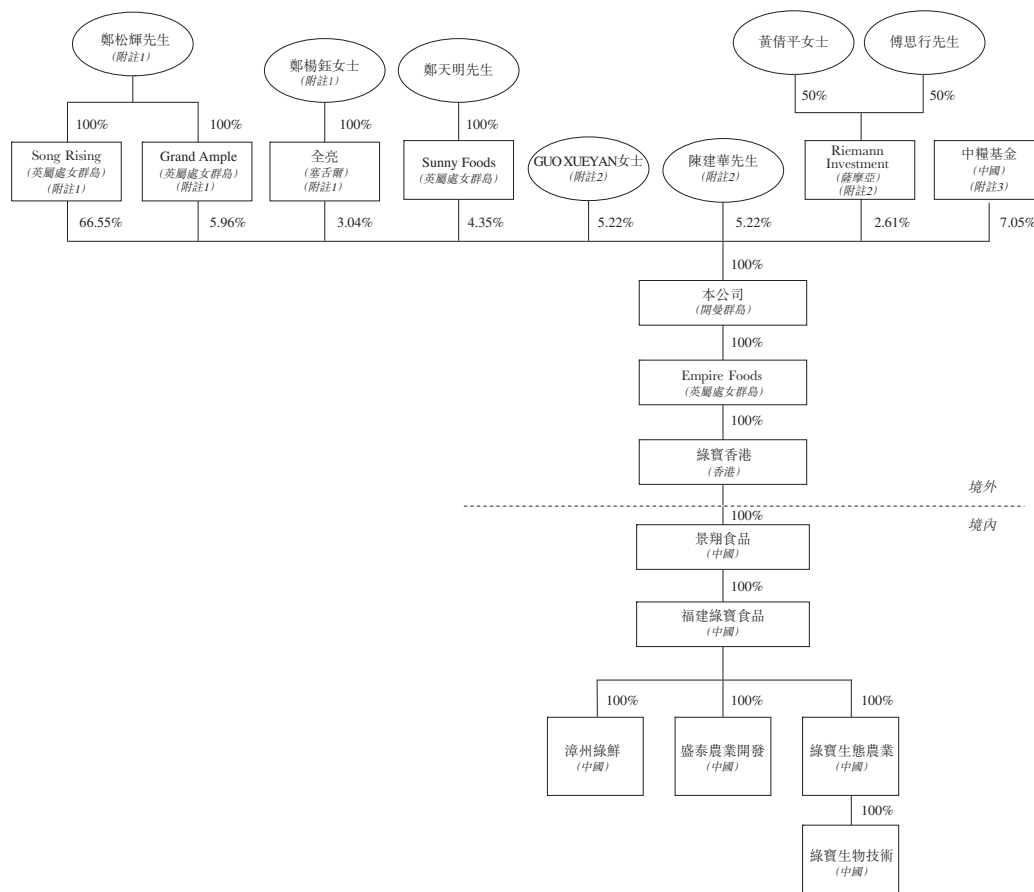 鄭松輝先生
(附註1)
鄭楊鈺女士
(附註1)
鄭天明先生
黃倩平女士
傅思行先生
50%
50%
100%
100%
100%
100%
Song Rising
(英屬處女群島)
(附註1)
Grand Ample
(英屬處女群島)
(附註1)
全亮
(塞舌爾)
(附註1)
Sunny Foods
(英屬處女群島)
GUO XUEYAN女士
(附註2)
陳建華先生
(附註2)
Riemann
Investment
(薩摩亞)
(附註2)
中糧基金
(中國)
(附註3)
66.55%
5.96%
3.04%
4.35%
5.22%
5.22%
2.61%
7.05%
100%
本公司
(開曼群島)
100%
Empire Foods
(英屬處女群島)
100%
綠寶香港
(香港)
境外
100%
境內
景翔食品
(中國)
100%
福建綠寶食品
(中國)
100%
100%
100%
漳州綠鮮
(中國)
盛泰農業開發
(中國)
綠寶生態農業
(中國)
100%
綠寶生物技術
(中國)